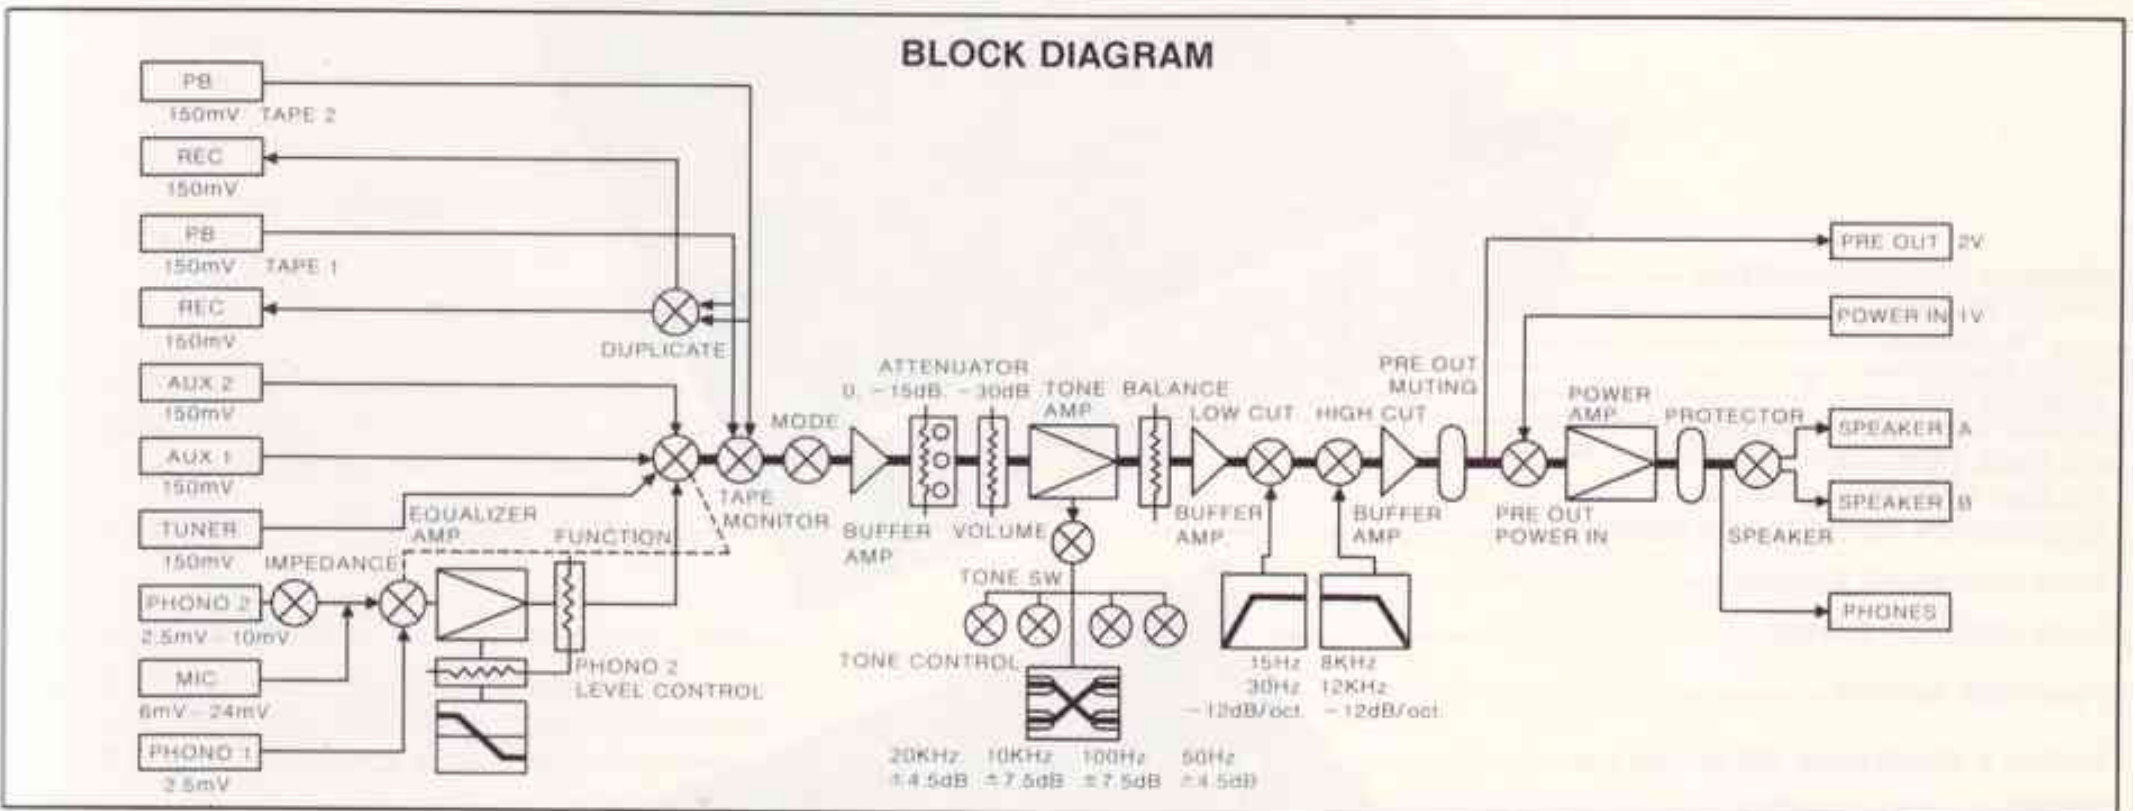 BLOCK DIAGRAM
PB
150mV TAPE 2
REC
150mV
PB
150mV TAPE 1
REC
150mV
DUPLICATE
AUX 2
150mV
AUX 1
150mV
TUNER
150mV
IMPEDANCE
EQUALIZER
AMP.
FUNCTION
PHONO 2
2.5mV - 10mV
MIC
6mV - 24mV
PHONO 1
2.5mV
PHONO 2
LEVEL CONTROL
TAPE
MONITOR
MODE
BUFFER
AMP.
ATTENUATOR
0, -15dB, -30dB
VOLUME
TONE
AMP.
BALANCE
TONE SW
TONE CONTROL
20KHz 10KHz 100Hz 50Hz
±4.5dB ±7.5dB ±7.5dB ±4.5dB
LOW CUT
HIGH CUT
BUFFER
AMP.
BUFFER
AMP.
15Hz 8KHz
30Hz 12KHz
-12dB/oct. -12dB/oct.
PRE OUT
MUTING
PRE OUT
POWER IN
POWER
AMP.
PROTECTOR
SPEAKER
PRE OUT 2V
POWER IN 1V
SPEAKER A
SPEAKER B
PHONES